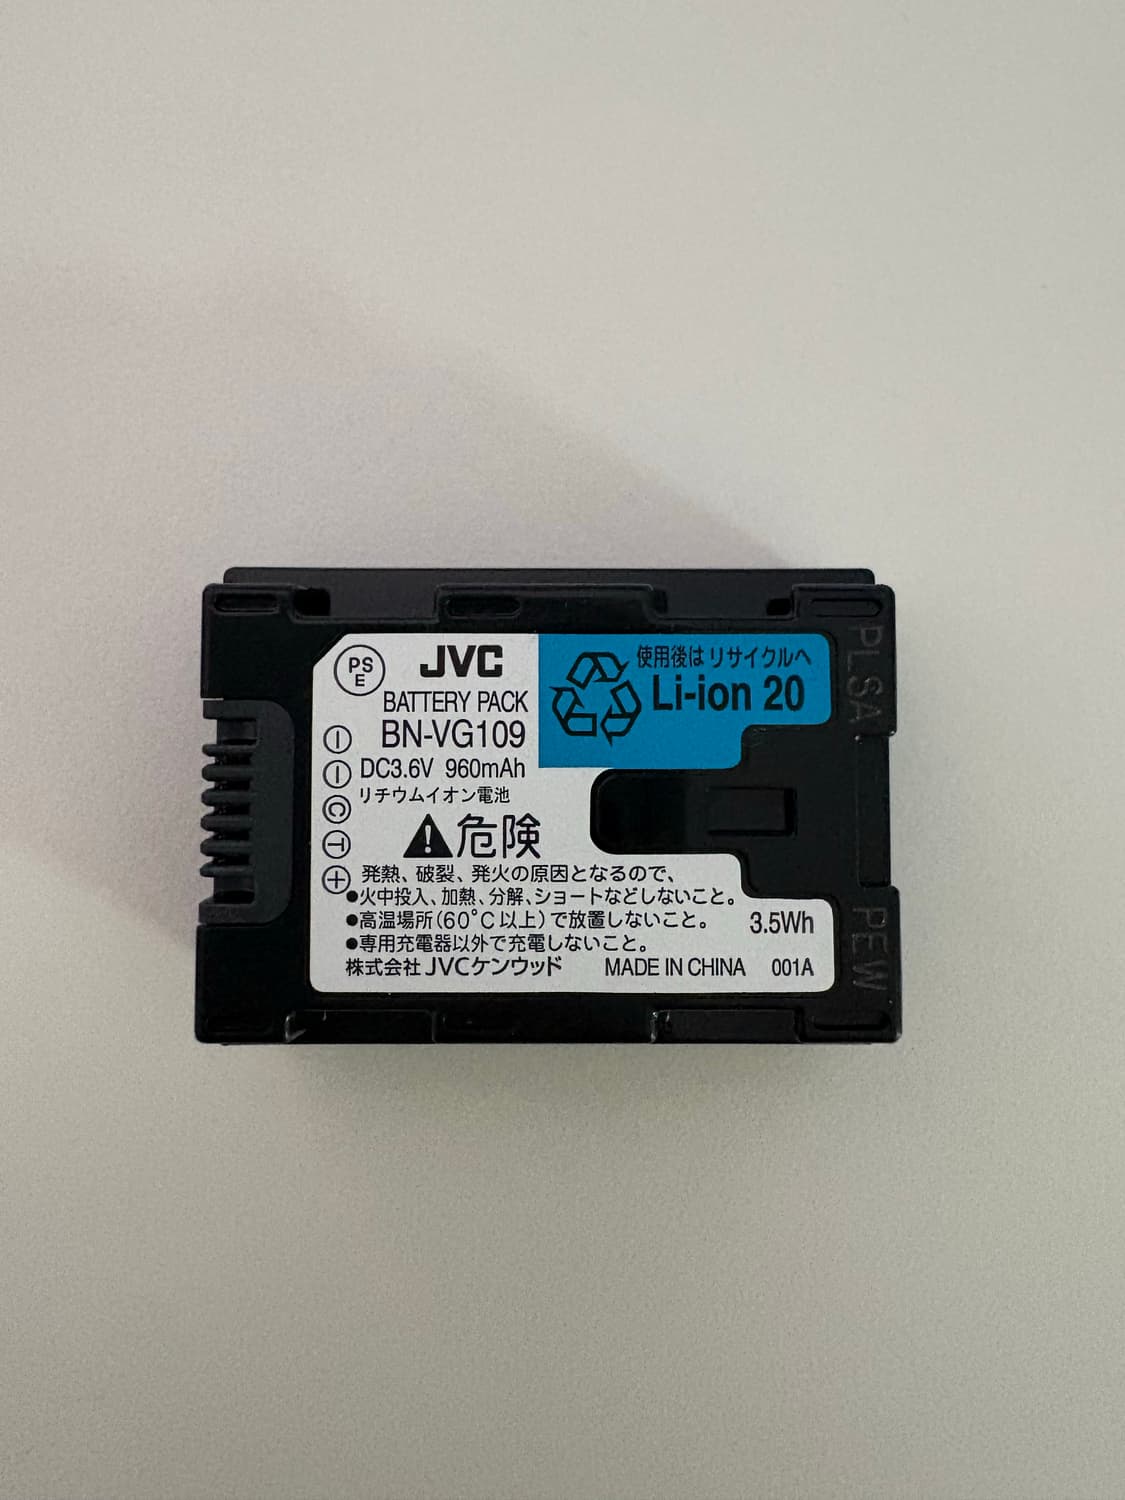 PS
E
JVC
BATTERY PACK
BN-VG109
DC3.6V 960mAh
リチウムイオン電池
使用後はリサイクルへ
Li-ion 20
⚠危険
発熱、破裂、発火の原因となるので、
●火中投入、加熱、分解、ショートなどしないこと。
●高温場所(60°C以上)で放置しないこと。
●専用充電器以外で充電しないこと。
3.5Wh
株式会社JVCケンウッド MADE IN CHINA 001A
−
−
C
T
+
PLSA
PEW